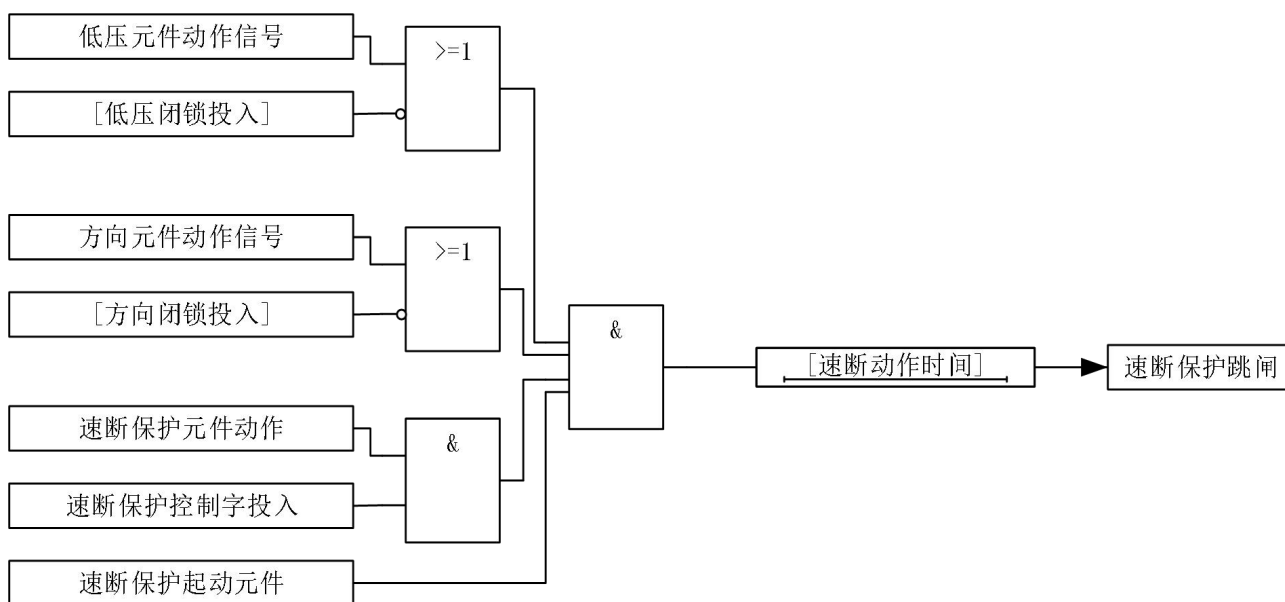 低压元件动作信号
>=1
[低压闭锁投入]
方向元件动作信号
>=1
[方向闭锁投入]
&
[速断动作时间]
速断保护跳闸
速断保护元件动作
&
速断保护控制字投入
速断保护起动元件